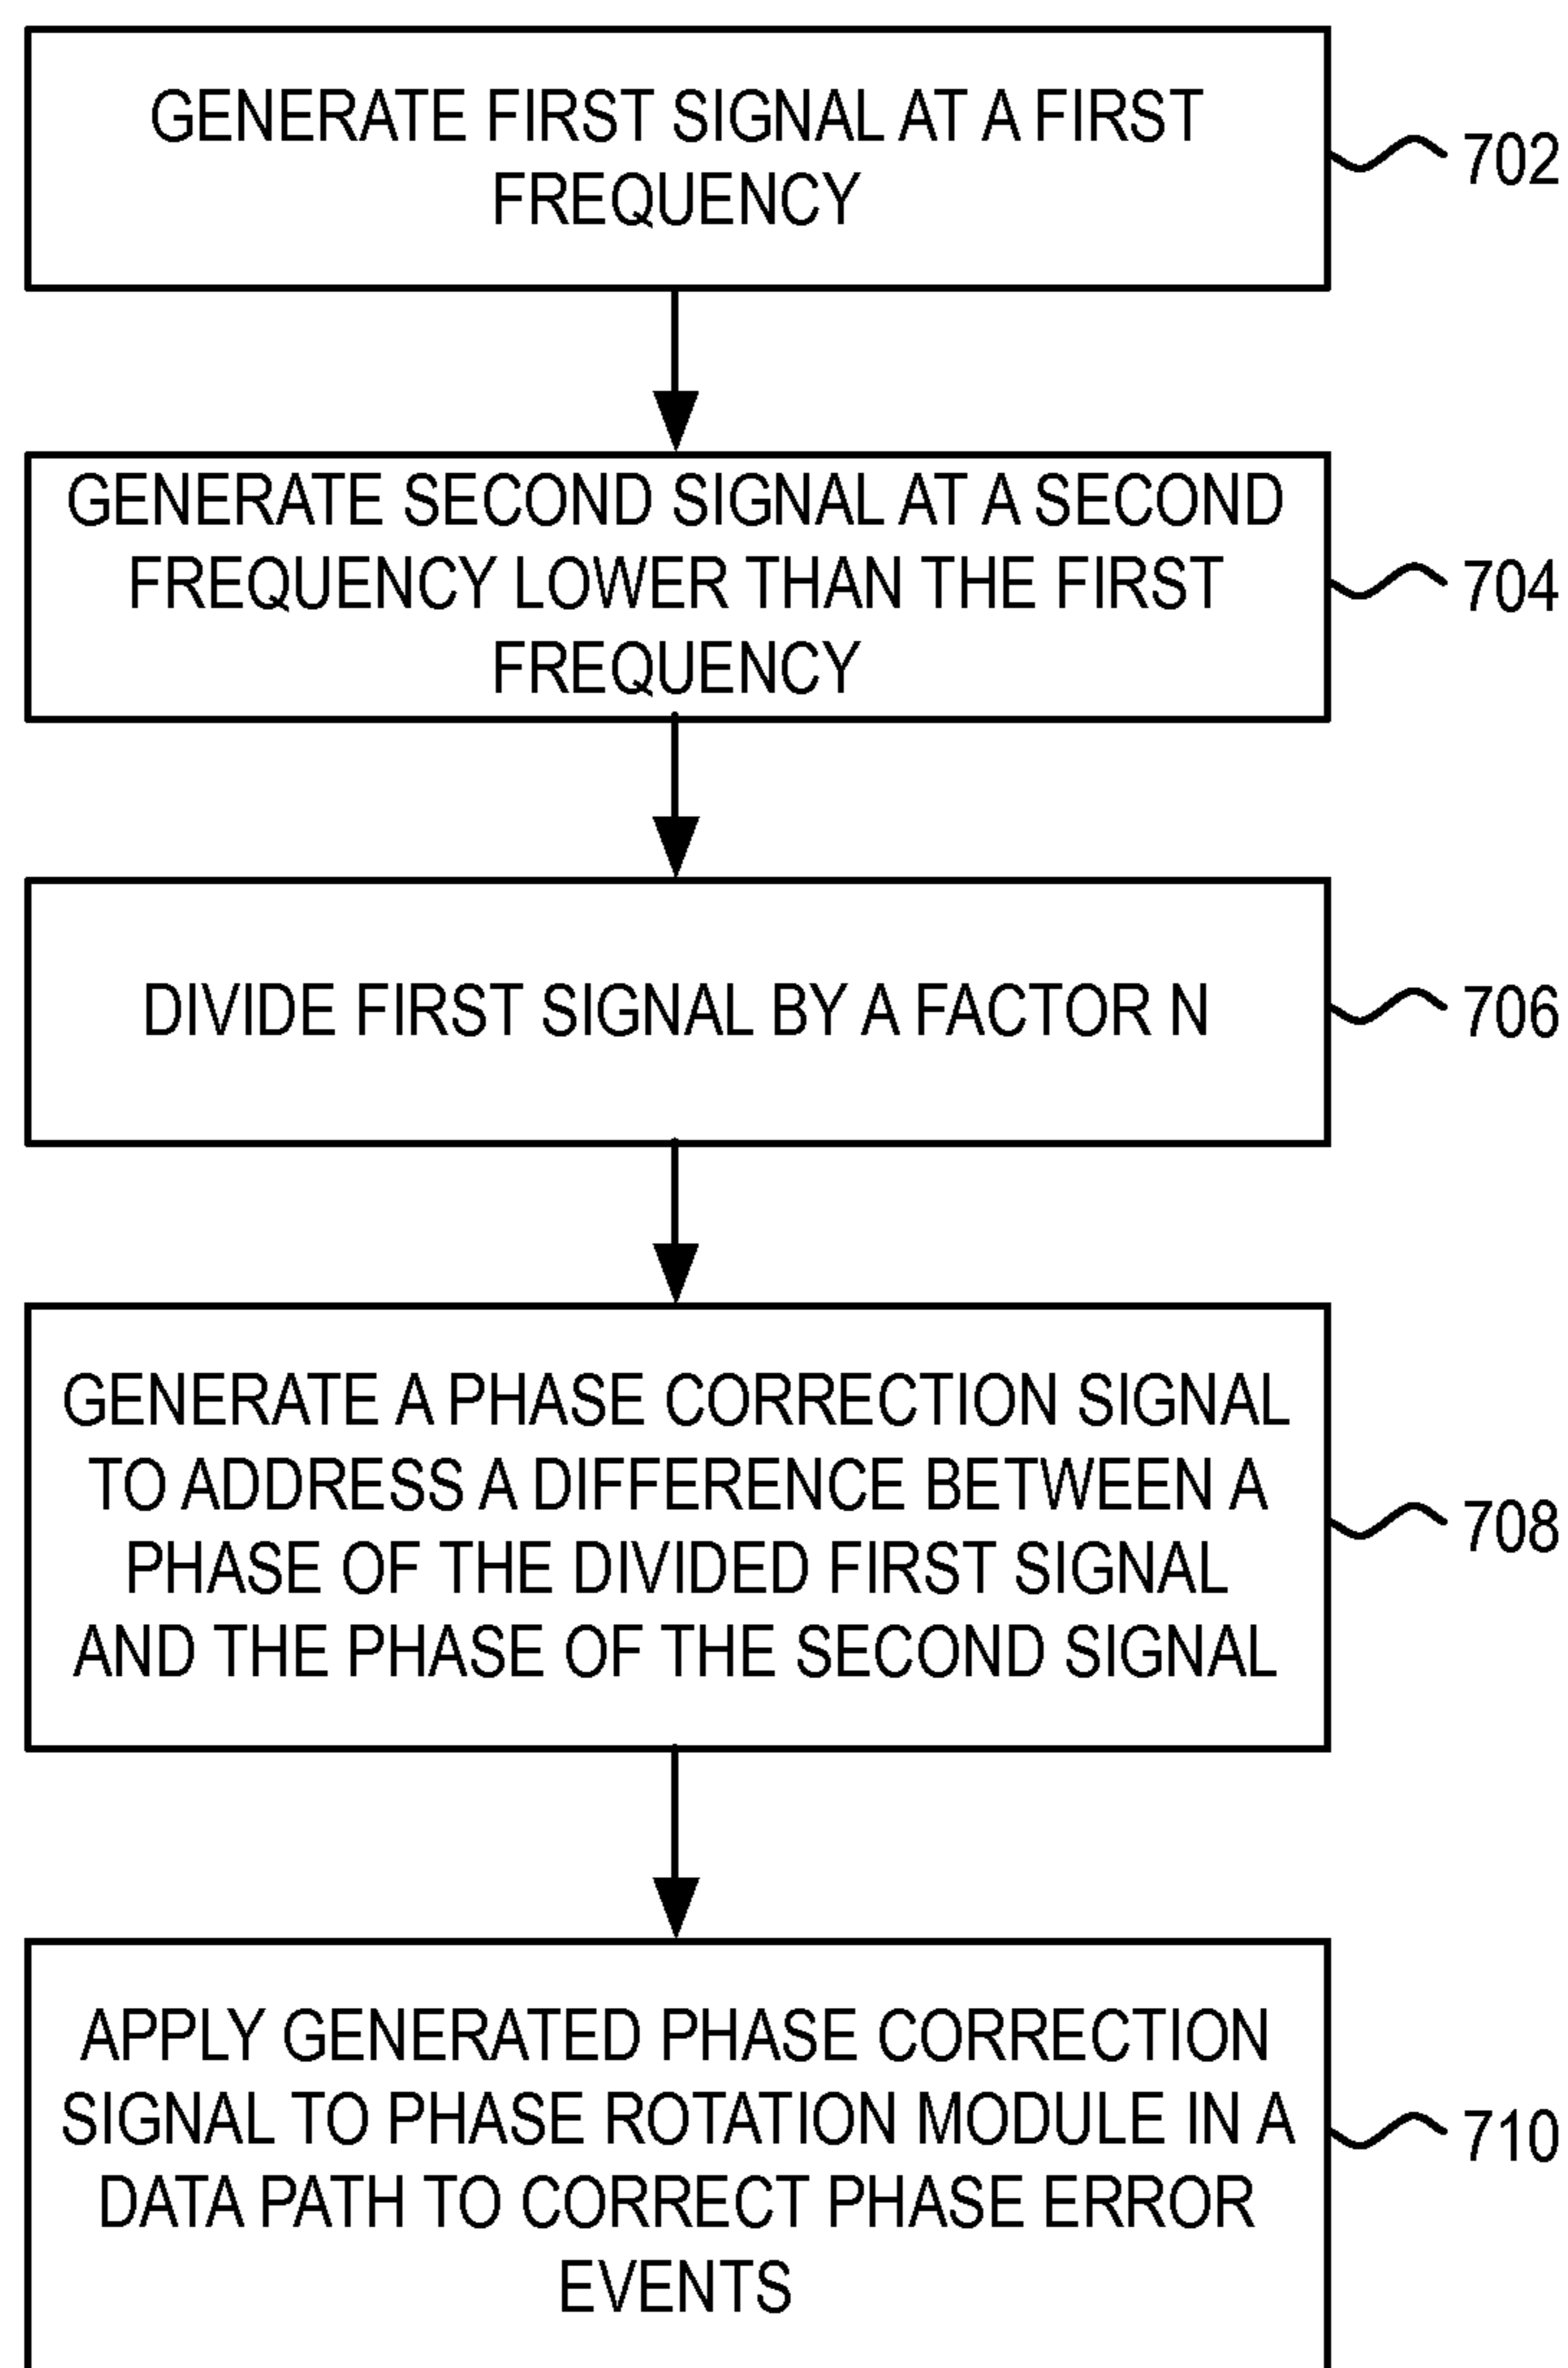 GENERATE FIRST SIGNAL AT A FIRST
FREQUENCY
702
GENERATE SECOND SIGNAL AT A SECOND
FREQUENCY LOWER THAN THE FIRST
FREQUENCY
704
DIVIDE FIRST SIGNAL BY A FACTOR N
706
GENERATE A PHASE CORRECTION SIGNAL
TO ADDRESS A DIFFERENCE BETWEEN A
PHASE OF THE DIVIDED FIRST SIGNAL
AND THE PHASE OF THE SECOND SIGNAL
708
APPLY GENERATED PHASE CORRECTION
SIGNAL TO PHASE ROTATION MODULE IN A
DATA PATH TO CORRECT PHASE ERROR
EVENTS
710